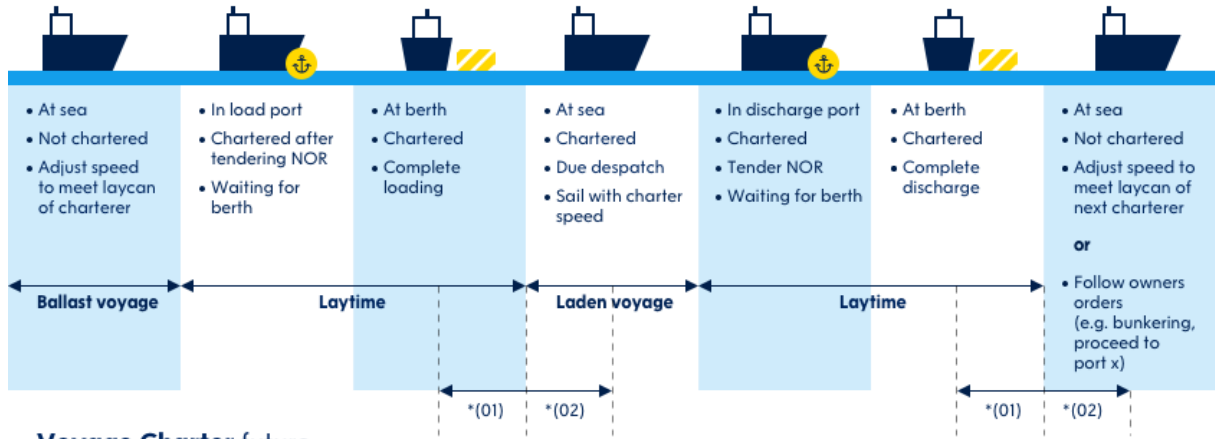 • At sea
• Not chartered
• Adjust speed
to meet laycan
of charterer
• In load port
• Chartered after
tendering NOR
• Waiting for
berth
• At berth
• Chartered
• Complete
loading
• At sea
• Chartered
• Due despatch
• Sail with charter
speed
• In discharge port
• Chartered
• Tender NOR
• Waiting for berth
• At berth
• Chartered
• Complete
discharge
• At sea
• Not chartered
• Adjust speed to
meet laycan of
next charterer
or
• Follow owners
orders
(e.g. bunkering,
proceed to
port x)
Ballast voyage
Laytime
Laden voyage
Laytime
*(01)
*(02)
*(01)
*(02)
Voyage Charter future